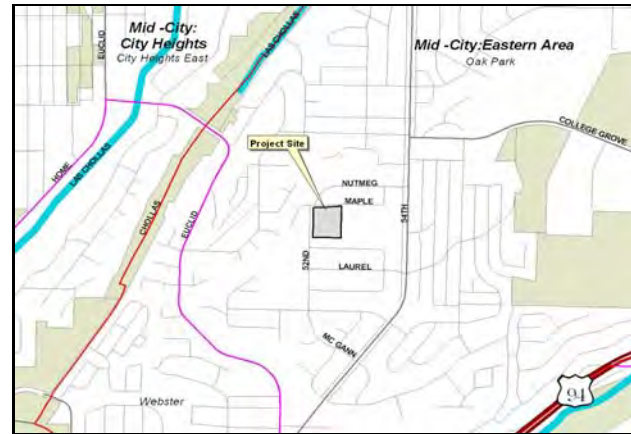 Mid -City:
City Heights
City Heights East
EUCLID
LAS CHOLLAS
Mid -City:Eastern Area
Oak Park
COLLEGE GROVE
HOME
LAS CHOLLAS
Project Site
NUTMEG
MAPLE
CHOLLAS
EUCLID
54TH
52ND
LAUREL
MC GANN
Webster
94